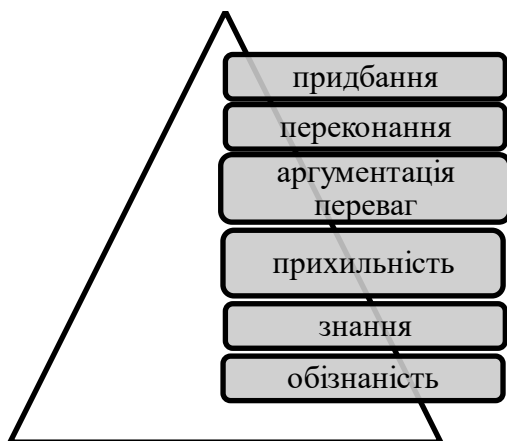 придбання
переконання
аргументація
переваг
прихильність
знання
обізнаність